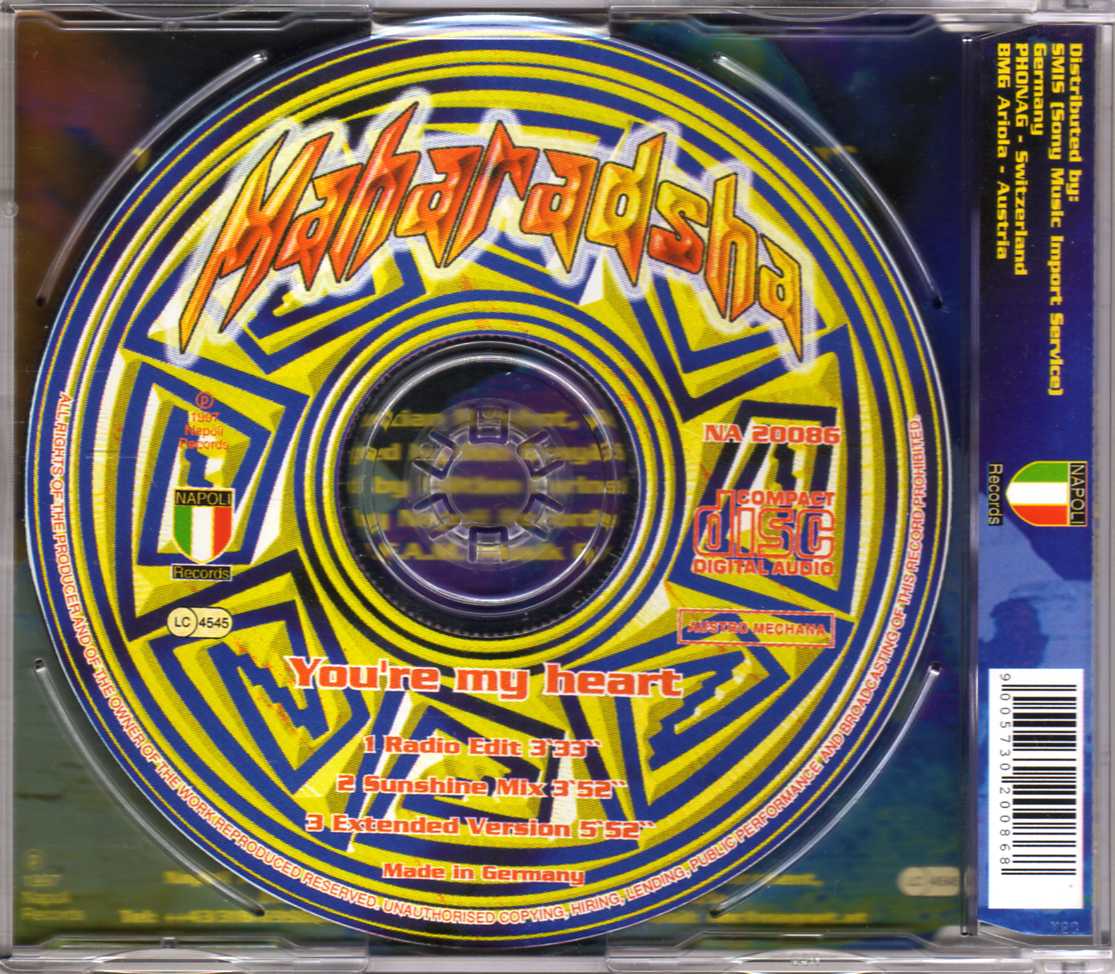 Maharadsha
℗
1997
Napoli
Records
NAPOLI
Records
LC 4545
NA 20086
COMPACT
disc
DIGITAL AUDIO
AUSTRO MECHANA
You're my heart
1 Radio Edit 3'33``
2 Sunshine Mix 3'52``
3 Extended Version 5'52``
Made in Germany
ALL RIGHTS OF THE PRODUCER AND OF THE OWNER OF THE WORK REPRODUCED RESERVED. UNAUTHORISED COPYING, HIRING, LENDING, PUBLIC PERFORMANCE AND BROADCASTING OF THIS RECORD PROHIBITED.
Distributed by:
SMIS (Sony Music Import Service)
Germany
PHONAG - Switzerland
BMG Ariola - Austria
NAPOLI
Records
9005730200868